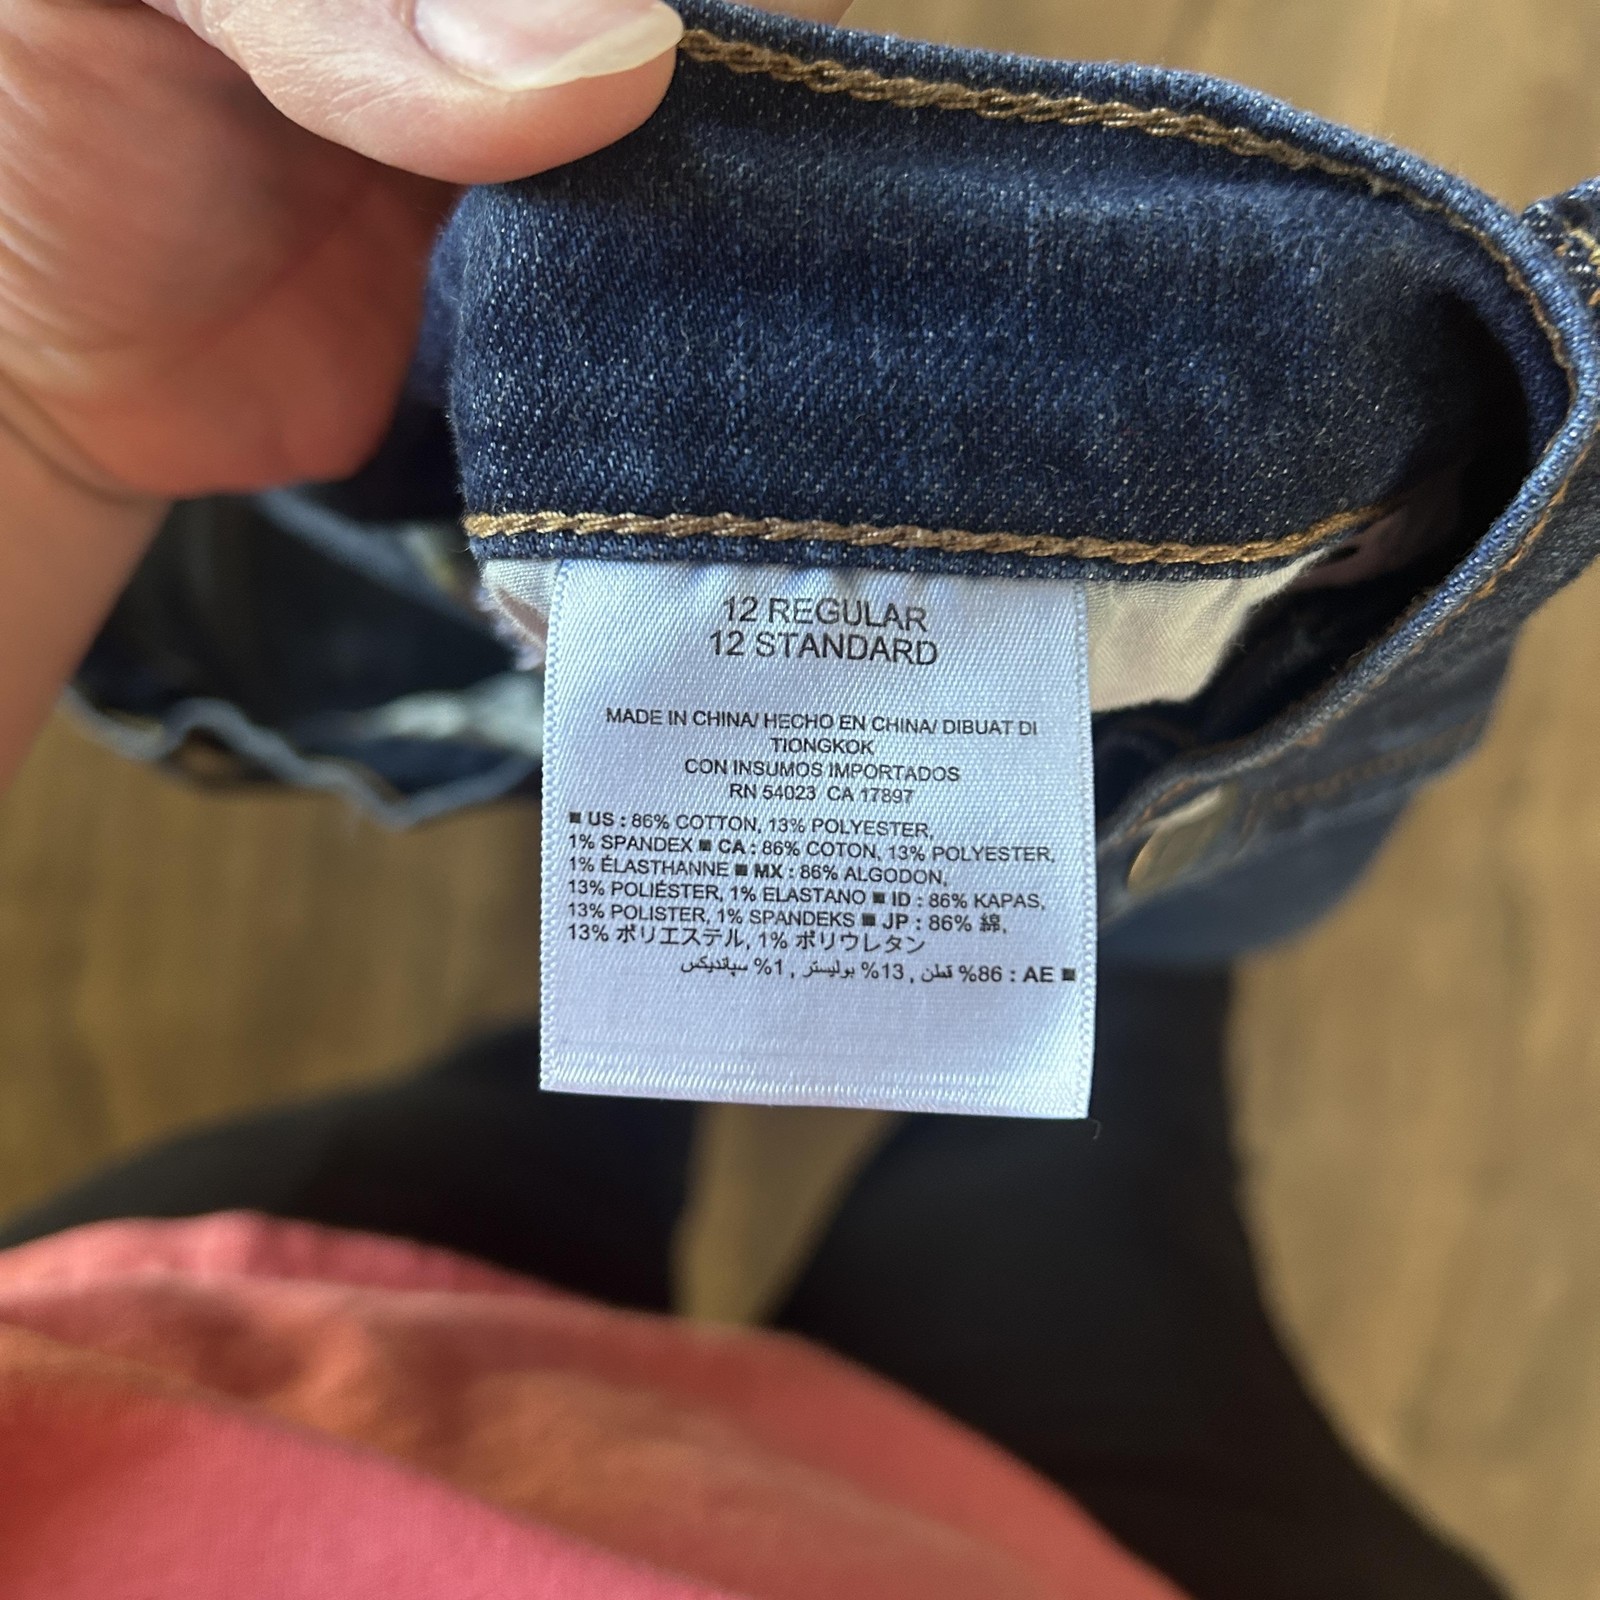 12 REGULAR
12 STANDARD
MADE IN CHINA/ HECHO EN CHINA/ DIBUAT DI
TIONGKOK
CON INSUMOS IMPORTADOS
RN 54023 CA 17897
■ US : 86% COTTON, 13% POLYESTER,
1% SPANDEX ■ CA : 86% COTON, 13% POLYESTER,
1% ÉLASTHANNE ■ MX : 86% ALGODON,
13% POLIÉSTER, 1% ELASTANO ■ ID : 86% KAPAS,
13% POLISTER, 1% SPANDEKS ■ JP : 86% 綿,
13% ポリエステル, 1% ポリウレタン
■ AE : 86% قطن , 13% بوليستر , 1% سباندیکس